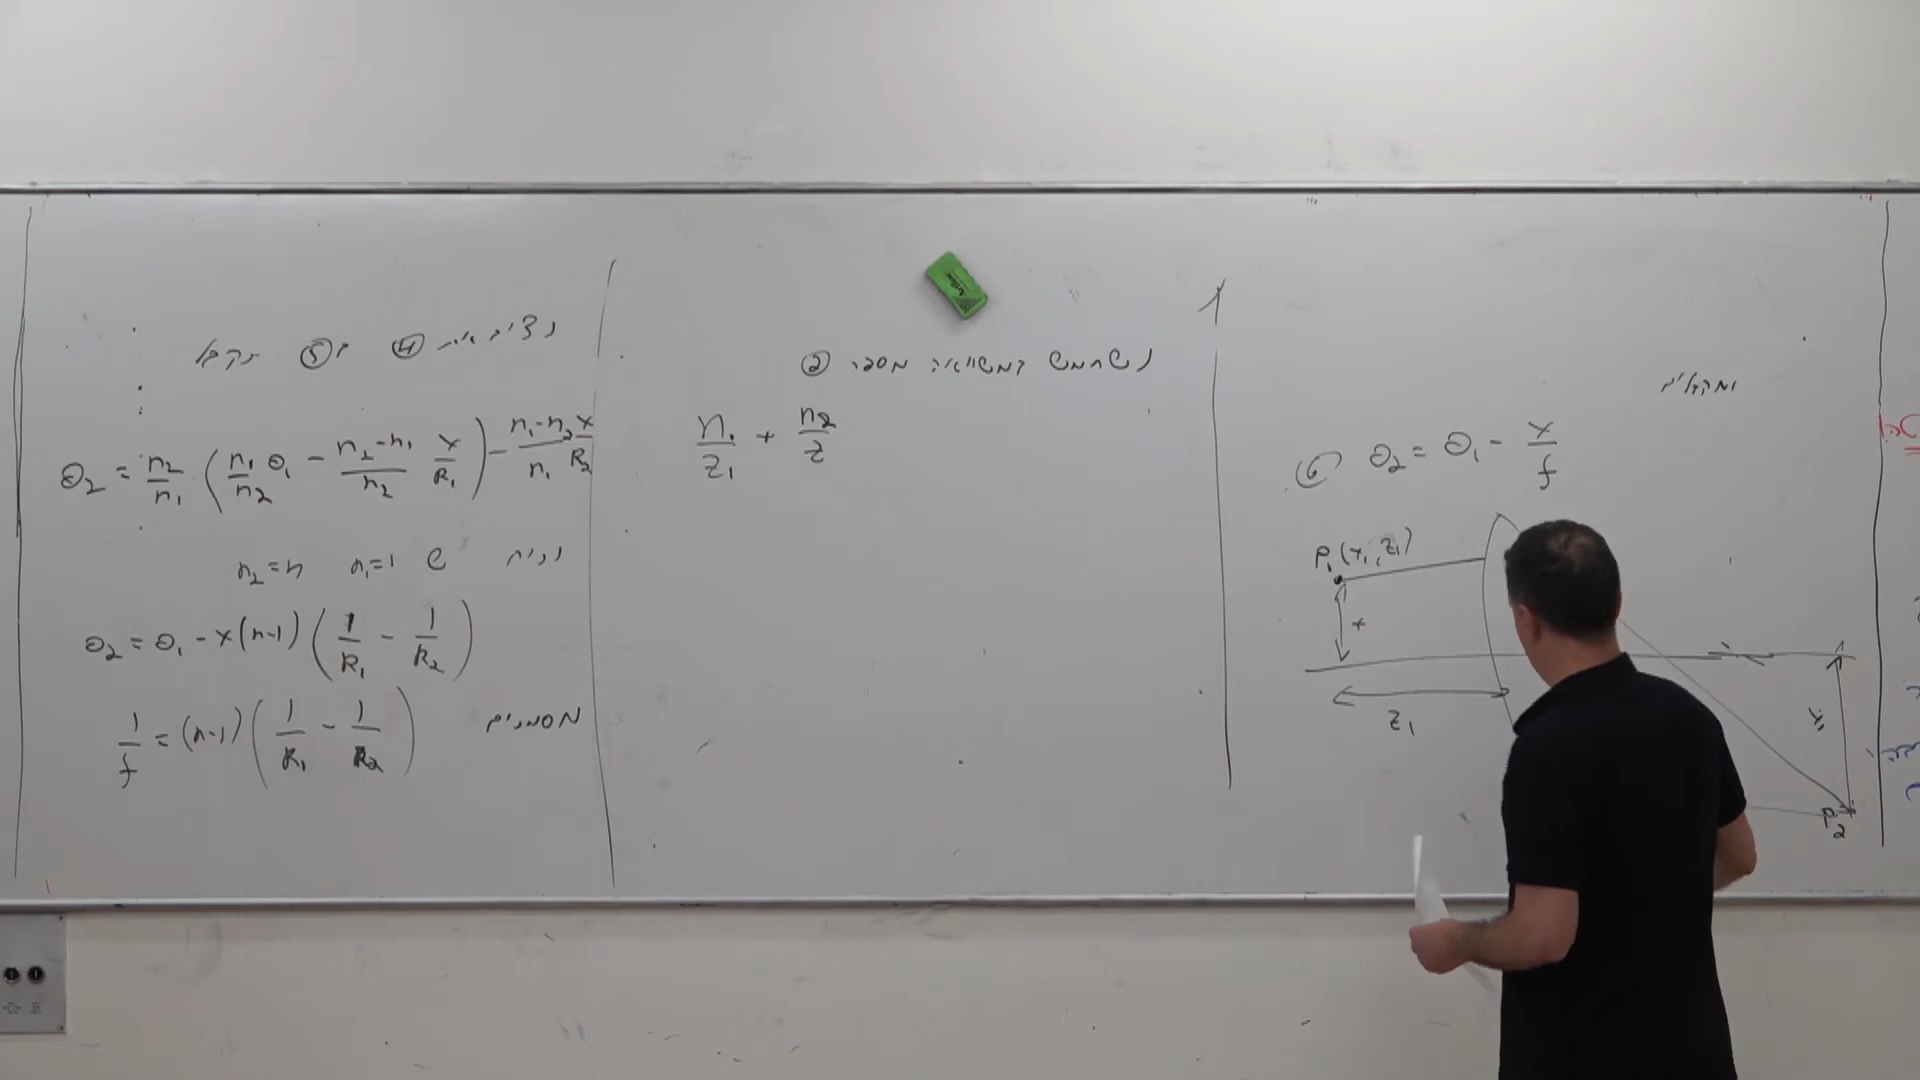 נציב את ④ ב ⑤ נקבל
θ₂ = n₂/n₁ (n₁/n₂ θ₁ - (n₂-n₁)/n₂ x/R₁) - (n₁-n₂)/n₁ x/R₂
נניח ש n₁=1 n₂=n
θ₂ = θ₁ - x(n-1)(1/R₁ - 1/R₂)
מסמנים 1/f = (n-1)(1/R₁ - 1/R₂)
נשתמש במשוואה מספר ②
n₁/z₁ + n₂/z
ומקבלים
⑥ θ₂ = θ₁ - x/f
P₁(x₁, z₁)
x
z₁
P₂